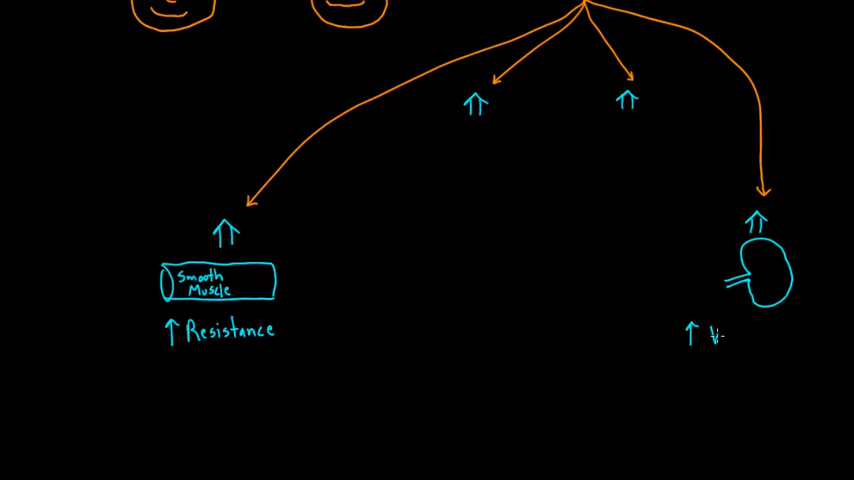 Smooth
Muscle
↑ Resistance
↑ V